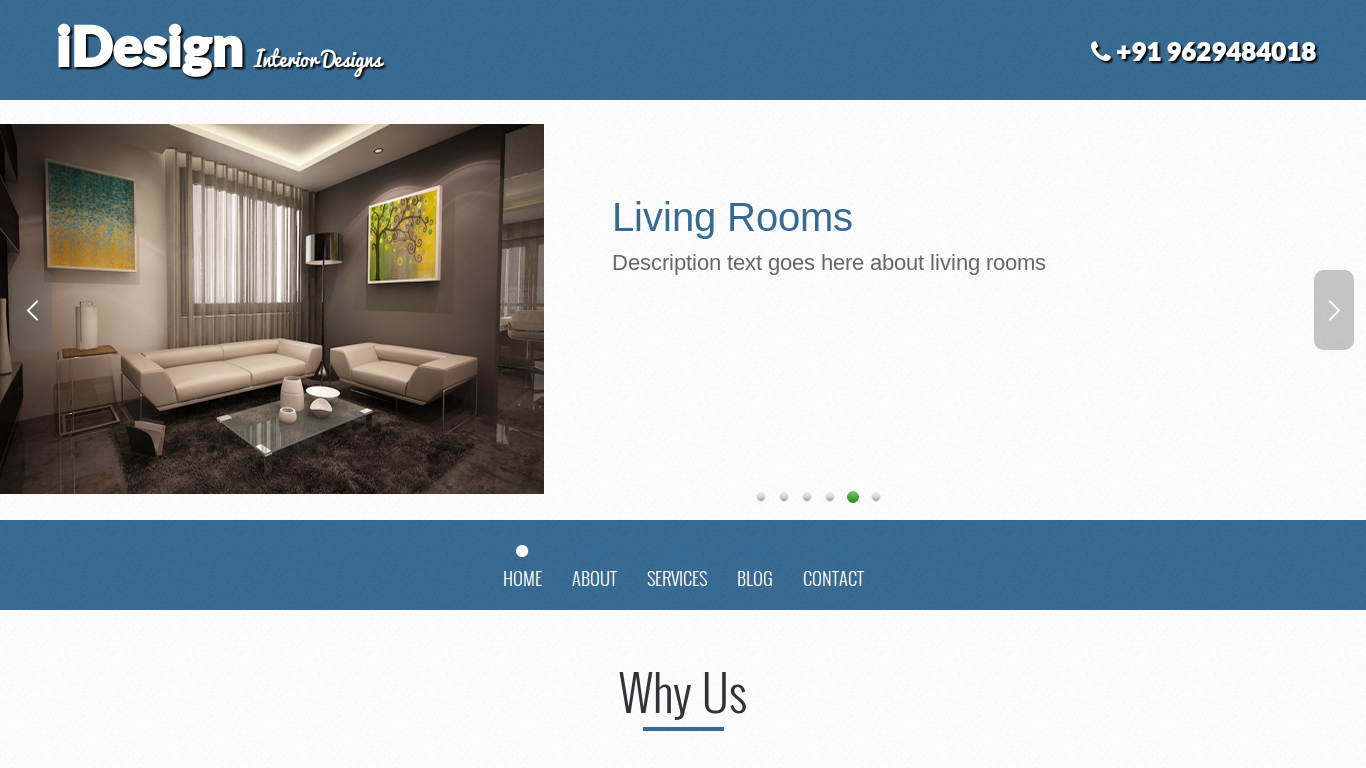 iDesign Interior Designs
+91 9629484018
Living Rooms
Description text goes here about living rooms
HOME ABOUT SERVICES BLOG CONTACT
Why Us